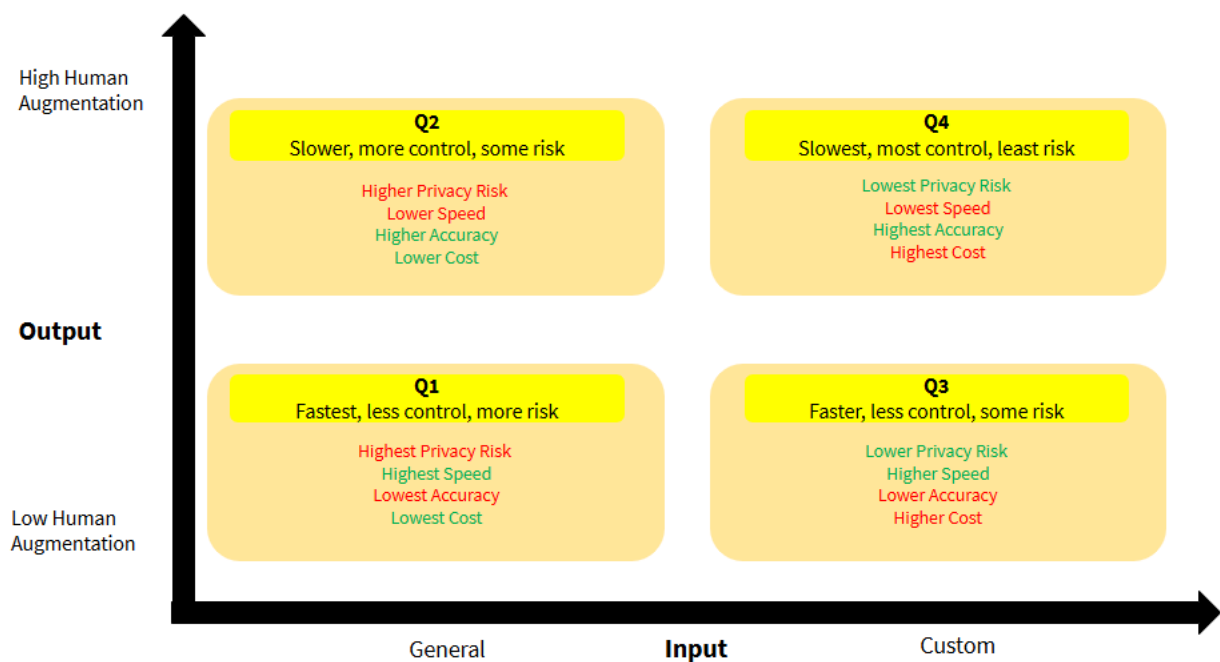 High Human
Augmentation
Q2
Slower, more control, some risk
Higher Privacy Risk
Lower Speed
Higher Accuracy
Lower Cost
Q4
Slowest, most control, least risk
Lowest Privacy Risk
Lowest Speed
Highest Accuracy
Highest Cost
Output
Q1
Fastest, less control, more risk
Highest Privacy Risk
Highest Speed
Lowest Accuracy
Lowest Cost
Q3
Faster, less control, some risk
Lower Privacy Risk
Higher Speed
Lower Accuracy
Higher Cost
Low Human
Augmentation
General
Input
Custom